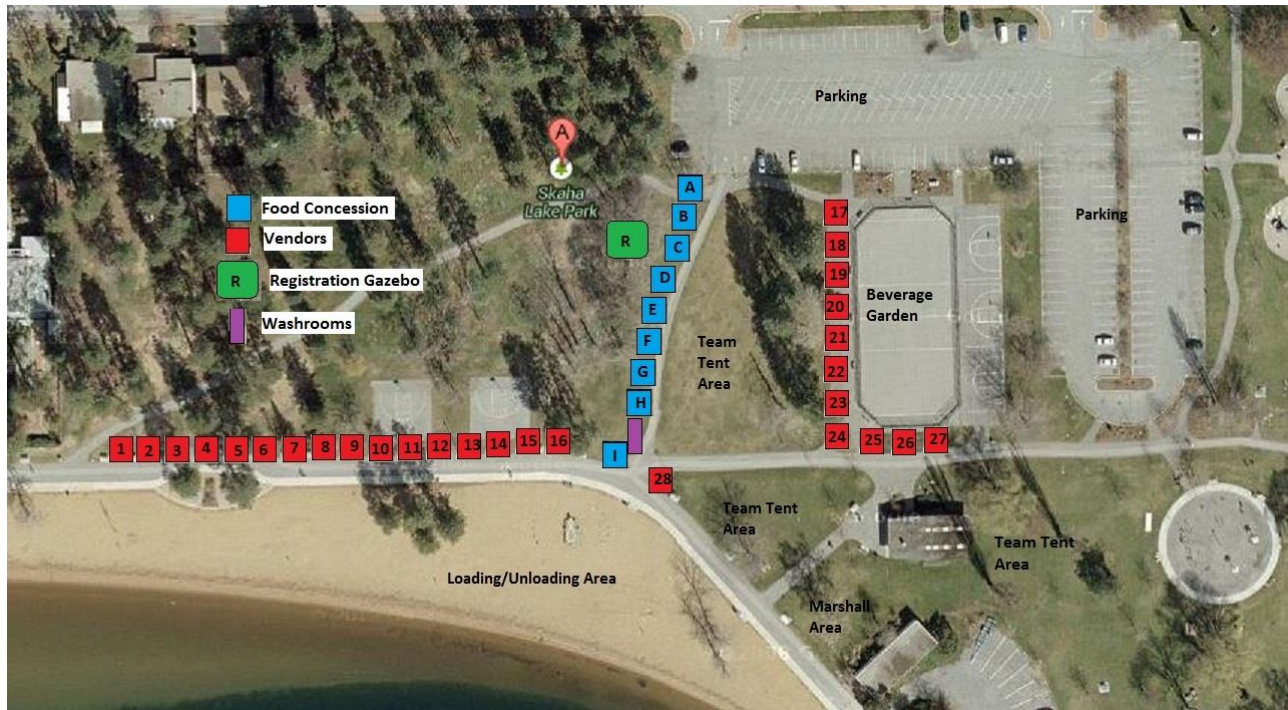 Parking
A
Skaha
Lake Park
A
B
C
D
E
F
G
H
I
R
Food Concession
Vendors
R
Registration Gazebo
Washrooms
Parking
17
18
19
20
21
22
23
24
25
26
27
28
Beverage
Garden
Team
Tent
Area
1
2
3
4
5
6
7
8
9
10
11
12
13
14
15
16
Team Tent
Area
Team Tent
Area
Loading/Unloading Area
Marshall
Area